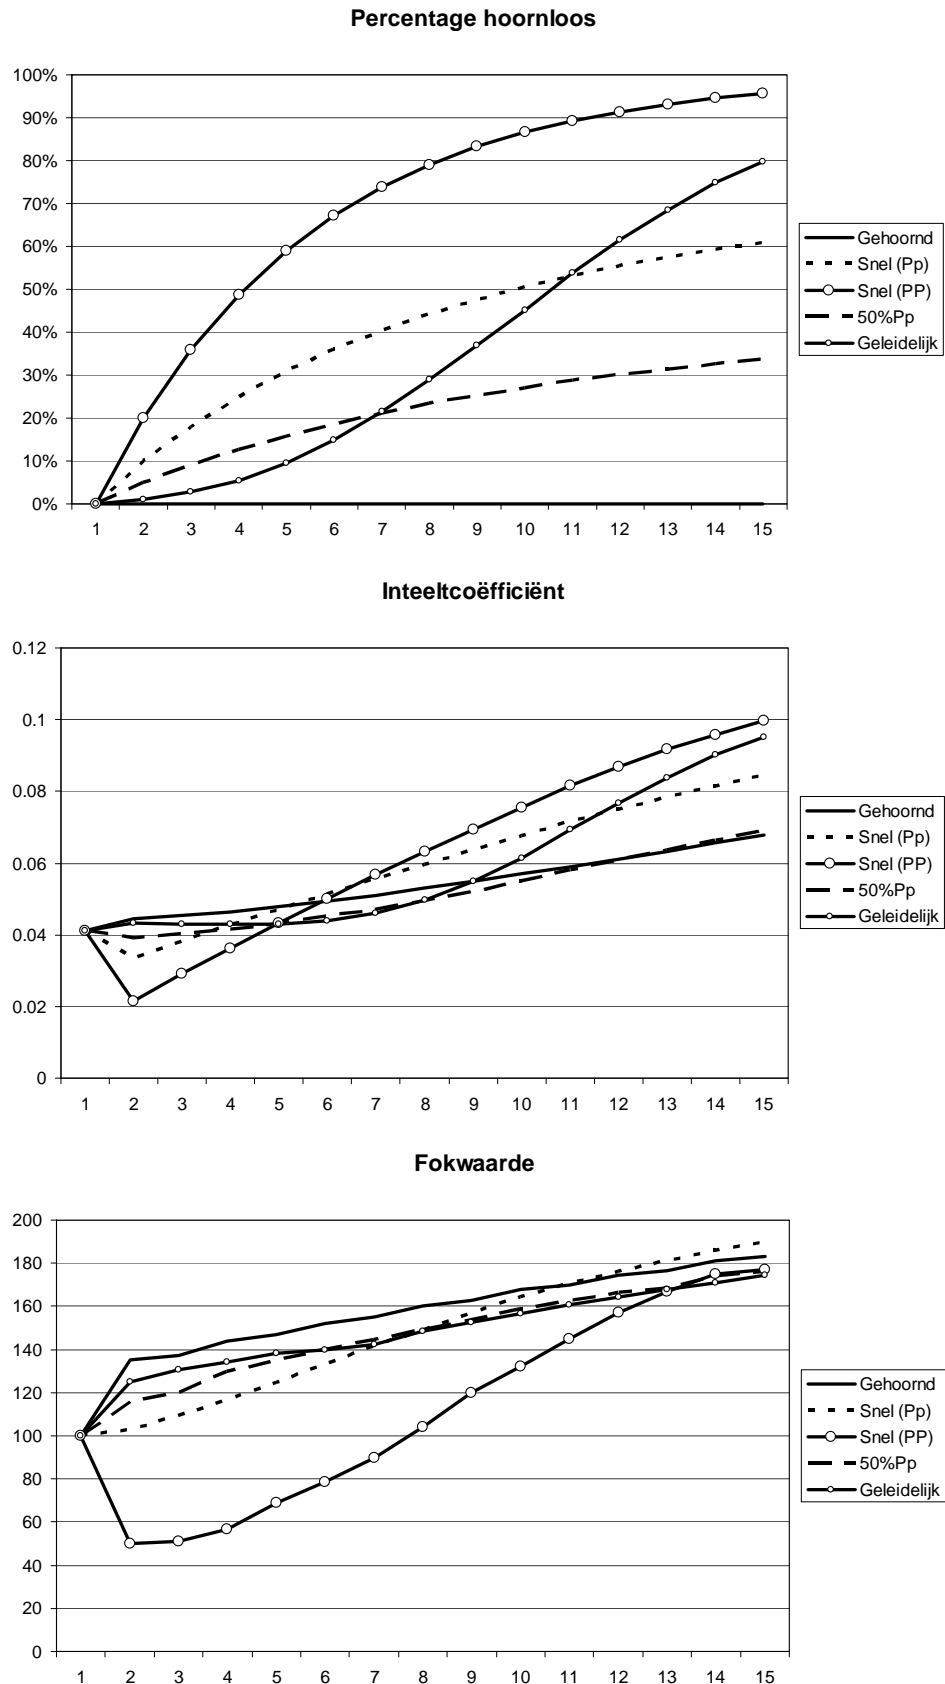 Percentage hoornloos
100%
90%
80%
70%
60%
50%
40%
30%
20%
10%
0%
1 2 3 4 5 6 7 8 9 10 11 12 13 14 15
Gehoornd
Snel (Pp)
Snel (PP)
50%Pp
Geleidelijk
Inteeltcoëfficiënt
0.12
0.1
0.08
0.06
0.04
0.02
0
1 2 3 4 5 6 7 8 9 10 11 12 13 14 15
Gehoornd
Snel (Pp)
Snel (PP)
50%Pp
Geleidelijk
Fokwaarde
200
180
160
140
120
100
80
60
40
20
0
1 2 3 4 5 6 7 8 9 10 11 12 13 14 15
Gehoornd
Snel (Pp)
Snel (PP)
50%Pp
Geleidelijk